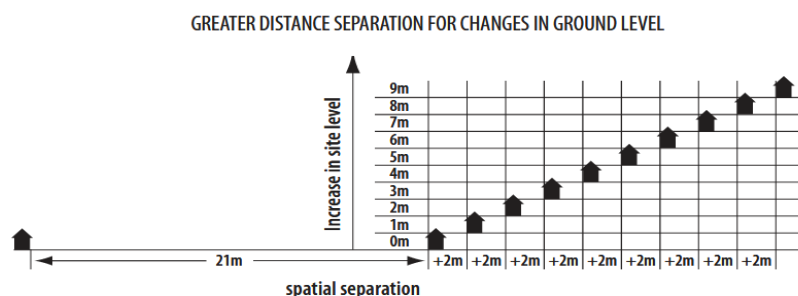 GREATER DISTANCE SEPARATION FOR CHANGES IN GROUND LEVEL
Increase in site level
9m
8m
7m
6m
5m
4m
3m
2m
1m
0m
21m
+2m +2m +2m +2m +2m +2m +2m +2m +2m
spatial separation